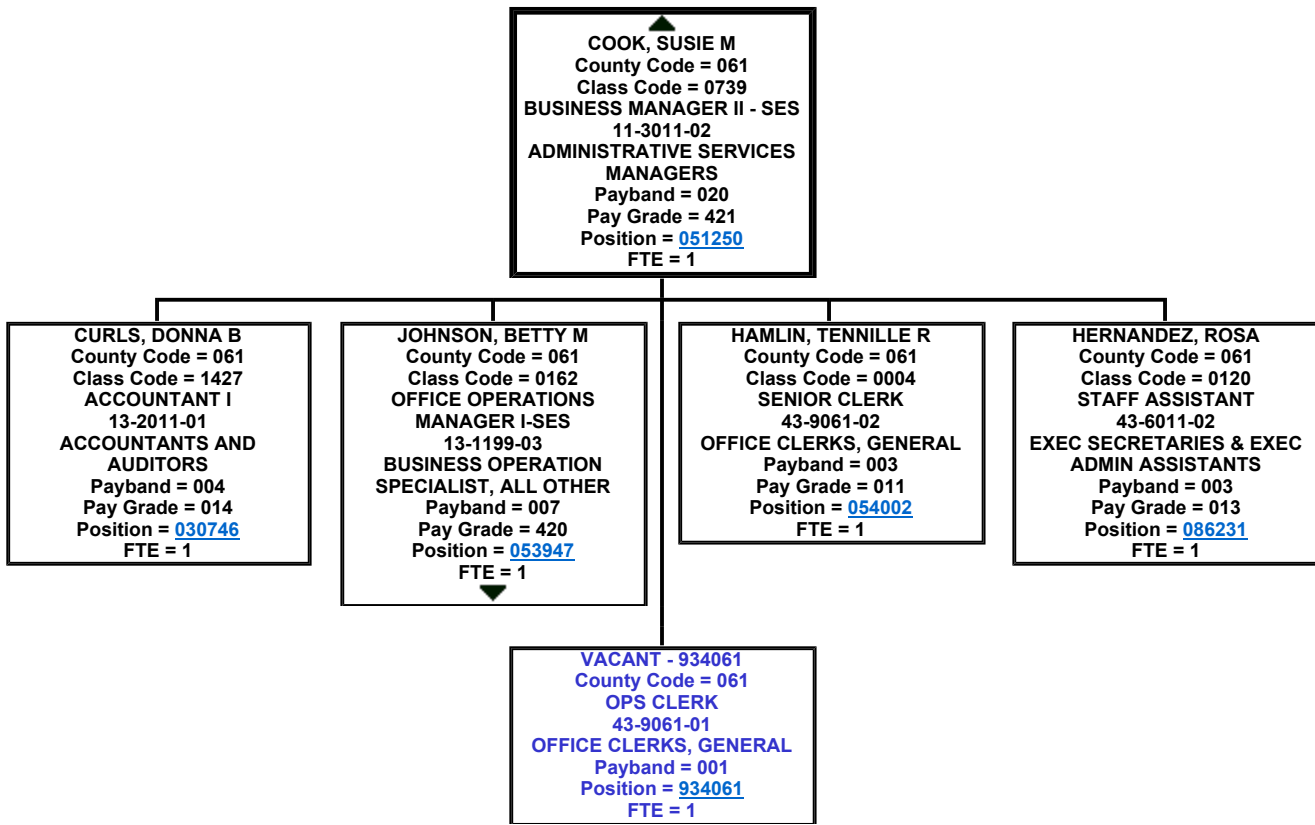 COOK, SUSIE M
County Code = 061
Class Code = 0739
BUSINESS MANAGER II - SES
11-3011-02
ADMINISTRATIVE SERVICES
MANAGERS
Payband = 020
Pay Grade = 421
Position = 051250
FTE = 1
CURLS, DONNA B
County Code = 061
Class Code = 1427
ACCOUNTANT I
13-2011-01
ACCOUNTANTS AND
AUDITORS
Payband = 004
Pay Grade = 014
Position = 030746
FTE = 1
JOHNSON, BETTY M
County Code = 061
Class Code = 0162
OFFICE OPERATIONS
MANAGER I-SES
13-1199-03
BUSINESS OPERATION
SPECIALIST, ALL OTHER
Payband = 007
Pay Grade = 420
Position = 053947
FTE = 1
HAMLIN, TENNILLE R
County Code = 061
Class Code = 0004
SENIOR CLERK
43-9061-02
OFFICE CLERKS, GENERAL
Payband = 003
Pay Grade = 011
Position = 054002
FTE = 1
HERNANDEZ, ROSA
County Code = 061
Class Code = 0120
STAFF ASSISTANT
43-6011-02
EXEC SECRETARIES & EXEC
ADMIN ASSISTANTS
Payband = 003
Pay Grade = 013
Position = 086231
FTE = 1
VACANT - 934061
County Code = 061
OPS CLERK
43-9061-01
OFFICE CLERKS, GENERAL
Payband = 001
Position = 934061
FTE = 1